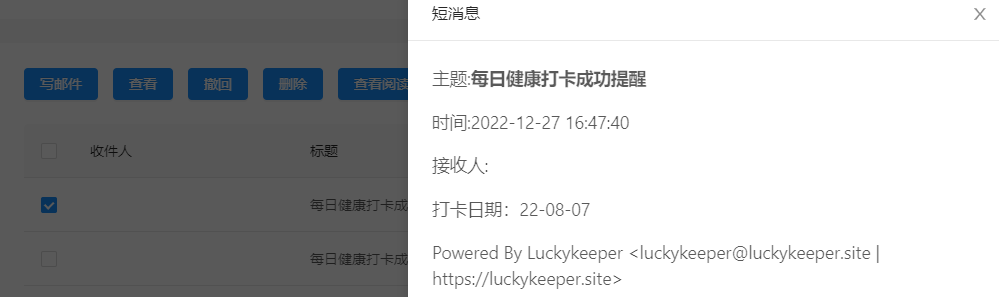 短消息
X
写邮件 查看 撤回 删除 查看阅读
主题:每日健康打卡成功提醒
时间:2022-12-27 16:47:40
收件人 标题
接收人:
每日健康打卡成
打卡日期：22-08-07
每日健康打卡成
Powered By Luckykeeper <luckykeeper@luckykeeper.site |
https://luckykeeper.site>